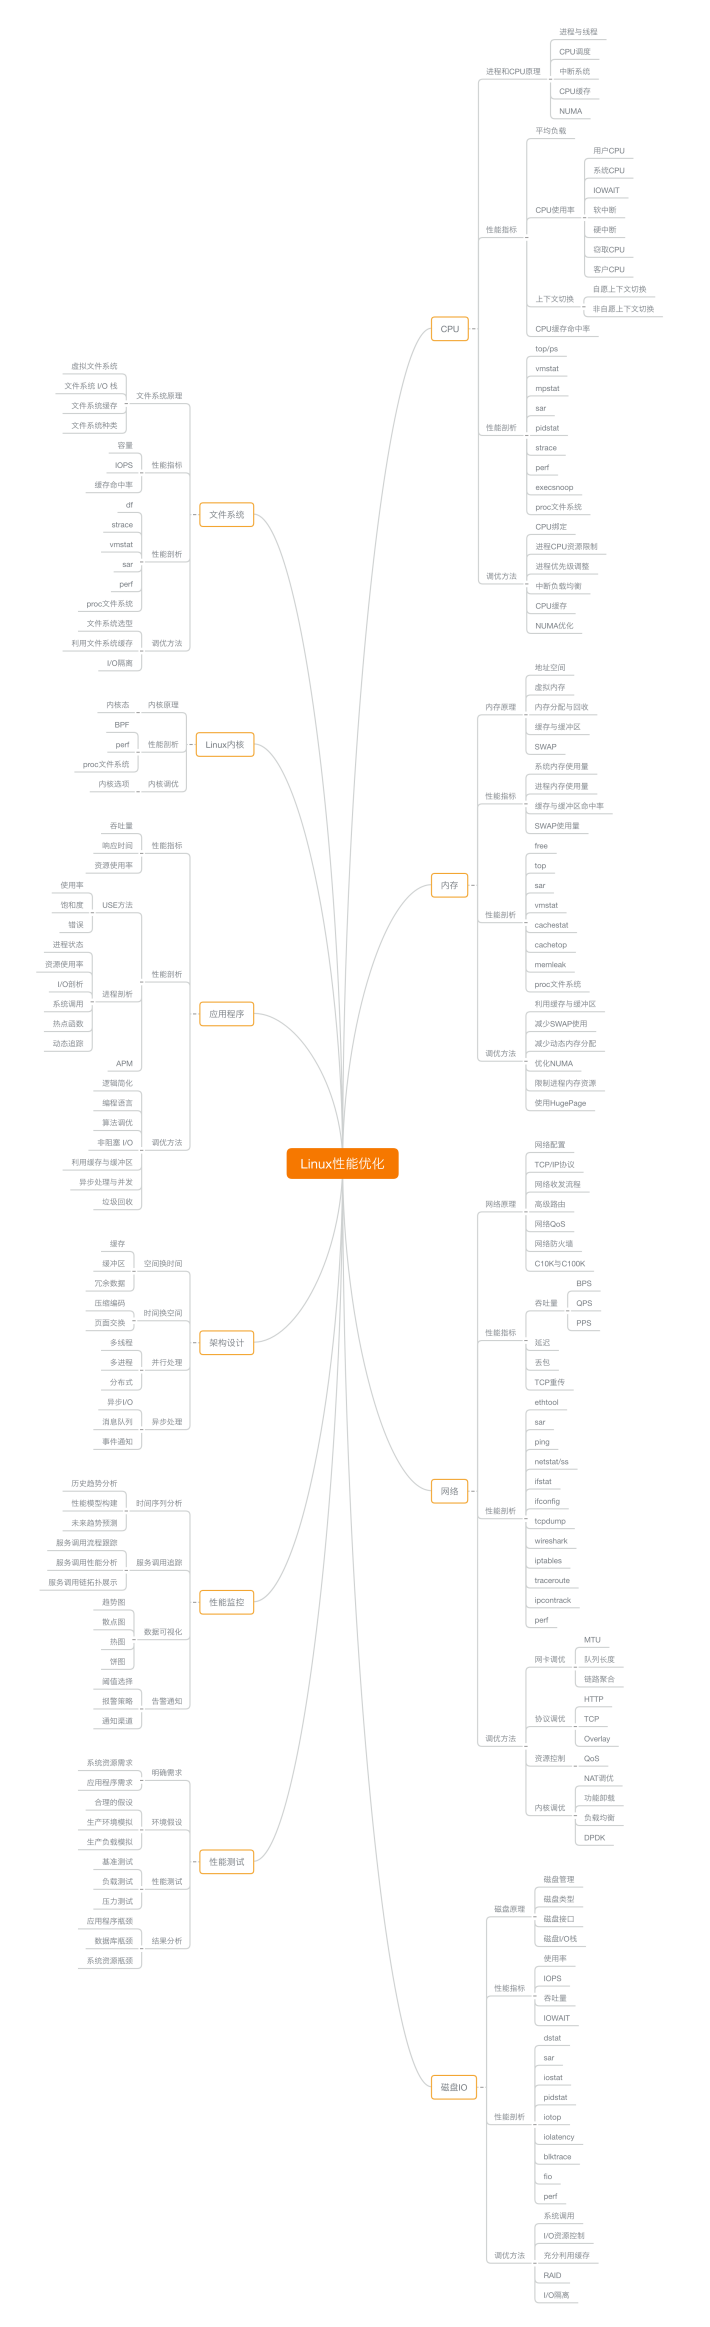 Linux性能优化
CPU
进程和CPU原理
进程与线程
CPU调度
中断系统
CPU缓存
NUMA
性能指标
平均负载
CPU使用率
用户CPU
系统CPU
IOWAIT
软中断
硬中断
窃取CPU
客户CPU
上下文切换
自愿上下文切换
非自愿上下文切换
CPU缓存命中率
性能剖析
top/ps
vmstat
mpstat
sar
pidstat
strace
perf
execsnoop
proc文件系统
调优方法
CPU绑定
进程CPU资源限制
进程优先级调整
中断负载均衡
CPU缓存
NUMA优化
内存
内存原理
地址空间
虚拟内存
内存分配与回收
缓存与缓冲区
SWAP
性能指标
系统内存使用量
进程内存使用量
缓存与缓冲区命中率
SWAP使用量
性能剖析
free
top
sar
vmstat
cachestat
cachetop
memleak
proc文件系统
调优方法
利用缓存与缓冲区
减少SWAP使用
减少动态内存分配
优化NUMA
限制进程内存资源
使用HugePage
网络
网络原理
网络配置
TCP/IP协议
网络收发流程
高级路由
网络QoS
网络防火墙
C10K与C100K
性能指标
吞吐量
BPS
QPS
PPS
延迟
丢包
TCP重传
性能剖析
ethtool
sar
ping
netstat/ss
ifstat
ifconfig
tcpdump
wireshark
iptables
traceroute
ipcontrack
perf
调优方法
网卡调优
MTU
队列长度
链路聚合
协议调优
HTTP
TCP
Overlay
资源控制
QoS
内核调优
NAT调优
功能卸载
负载均衡
DPDK
磁盘IO
磁盘原理
磁盘管理
磁盘类型
磁盘接口
磁盘I/O栈
性能指标
使用率
IOPS
吞吐量
IOWAIT
性能剖析
dstat
sar
iostat
pidstat
iotop
iolatency
blktrace
fio
perf
调优方法
系统调用
I/O资源控制
充分利用缓存
RAID
I/O隔离
文件系统
文件系统原理
虚拟文件系统
文件系统 I/O 栈
文件系统缓存
文件系统种类
性能指标
容量
IOPS
缓存命中率
性能剖析
df
strace
vmstat
sar
perf
proc文件系统
调优方法
文件系统选型
利用文件系统缓存
I/O隔离
Linux内核
内核原理
内核态
性能剖析
BPF
perf
proc文件系统
内核调优
内核选项
应用程序
性能指标
吞吐量
响应时间
资源使用率
性能剖析
USE方法
使用率
饱和度
错误
进程剖析
进程状态
资源使用率
I/O剖析
系统调用
热点函数
动态追踪
APM
调优方法
逻辑简化
编程语言
算法调优
非阻塞 I/O
利用缓存与缓冲区
异步处理与并发
垃圾回收
架构设计
空间换时间
缓存
缓冲区
冗余数据
时间换空间
压缩编码
页面交换
并行处理
多线程
多进程
分布式
异步处理
异步I/O
消息队列
事件通知
性能监控
时间序列分析
历史趋势分析
性能模型构建
未来趋势预测
服务调用追踪
服务调用流程跟踪
服务调用性能分析
服务调用链拓扑展示
数据可视化
趋势图
散点图
热图
饼图
告警通知
阈值选择
报警策略
通知渠道
性能测试
明确需求
系统资源需求
应用程序需求
环境假设
合理的假设
生产环境模拟
生产负载模拟
性能测试
基准测试
负载测试
压力测试
结果分析
应用程序瓶颈
数据库瓶颈
系统资源瓶颈